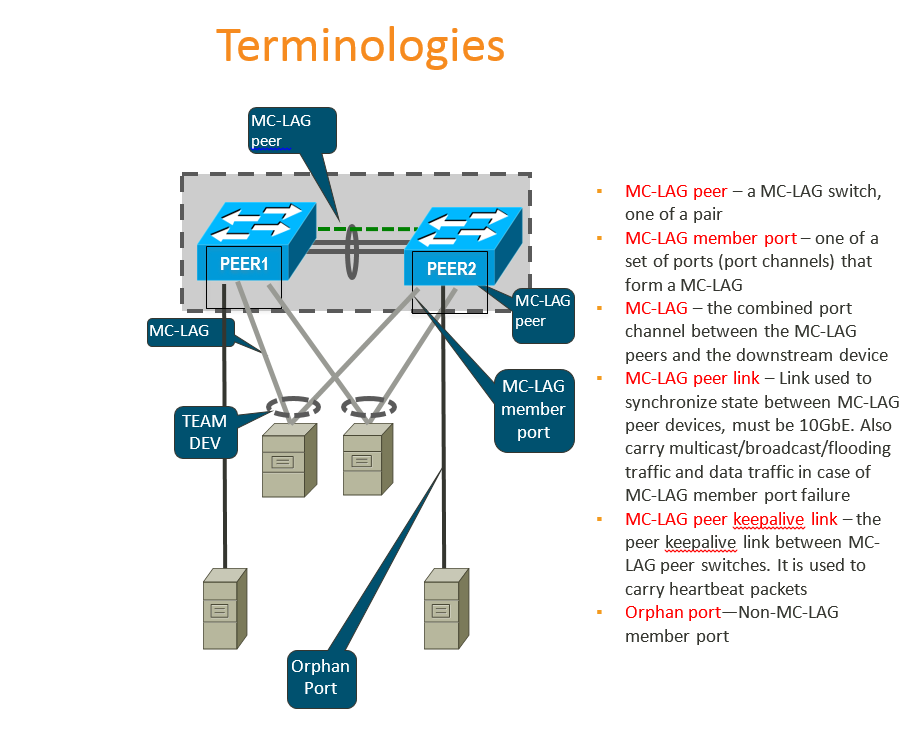 Terminologies
MC-LAG
peer
PEER1
PEER2
MC-LAG
peer
MC-LAG
MC-LAG
member
port
TEAM
DEV
Orphan
Port
▪ MC-LAG peer – a MC-LAG switch,
one of a pair
▪ MC-LAG member port – one of a
set of ports (port channels) that
form a MC-LAG
▪ MC-LAG – the combined port
channel between the MC-LAG
peers and the downstream device
▪ MC-LAG peer link – Link used to
synchronize state between MC-LAG
peer devices, must be 10GbE. Also
carry multicast/broadcast/flooding
traffic and data traffic in case of
MC-LAG member port failure
▪ MC-LAG peer keepalive link – the
peer keepalive link between MC-
LAG peer switches. It is used to
carry heartbeat packets
▪ Orphan port—Non-MC-LAG
member port